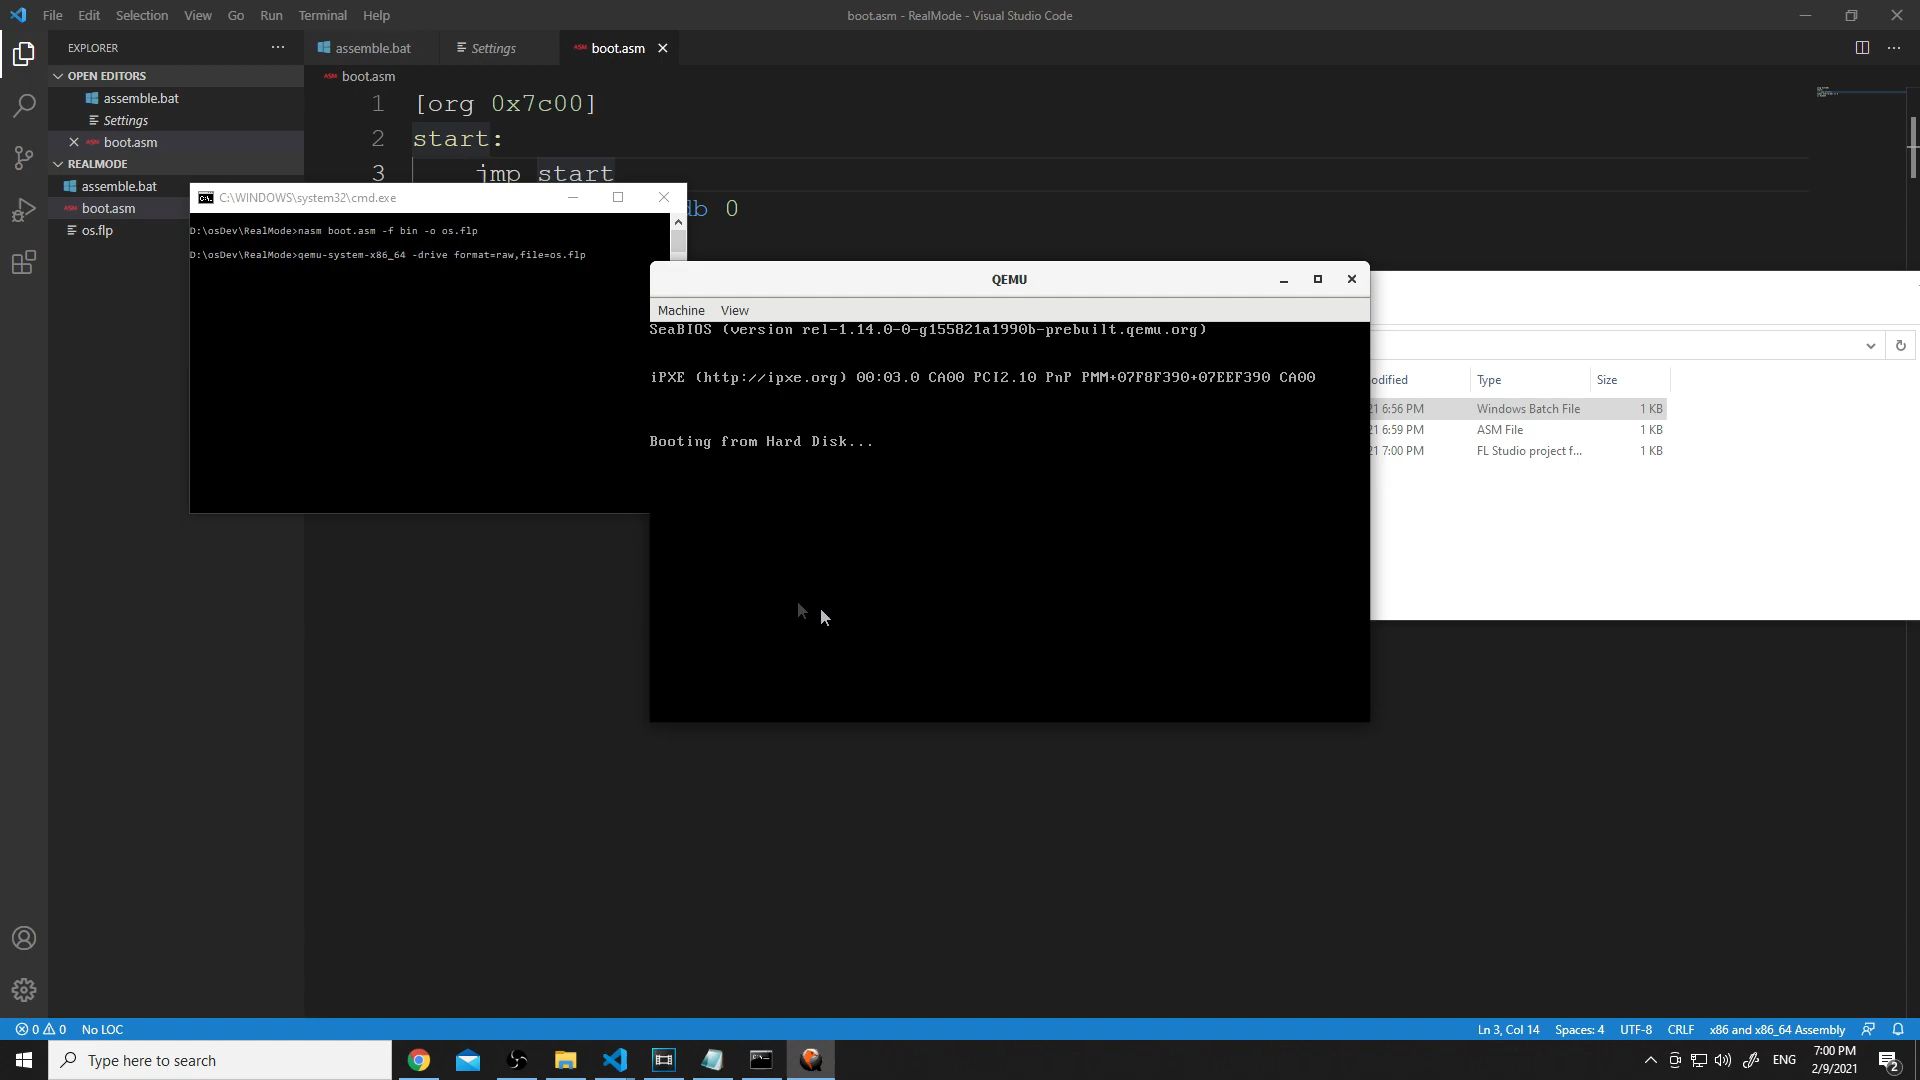 File Edit Selection View Go Run Terminal Help
boot.asm - RealMode - Visual Studio Code
EXPLORER
OPEN EDITORS
assemble.bat
Settings
boot.asm
REALMODE
assemble.bat
boot.asm
os.flp
assemble.bat Settings boot.asm
boot.asm
1 [org 0x7c00]
2 start:
3 jmp start
db 0
C:\WINDOWS\system32\cmd.exe
D:\osDev\RealMode>nasm boot.asm -f bin -o os.flp
D:\osDev\RealMode>qemu-system-x86_64 -drive format=raw,file=os.flp
QEMU
Machine View
SeaBIOS (version rel-1.14.0-0-g155821a1990b-prebuilt.qemu.org)
iPXE (http://ipxe.org) 00:03.0 CA00 PCI2.10 PnP PMM+07F8F390+07EEF390 CA00
Booting from Hard Disk...
odified Type Size
21 6:56 PM Windows Batch File 1 KB
21 6:59 PM ASM File 1 KB
21 7:00 PM FL Studio project f... 1 KB
0 0 No LOC
Ln 3, Col 14 Spaces: 4 UTF-8 CRLF x86 and x86_64 Assembly
Type here to search
ENG
7:00 PM
2/9/2021
2